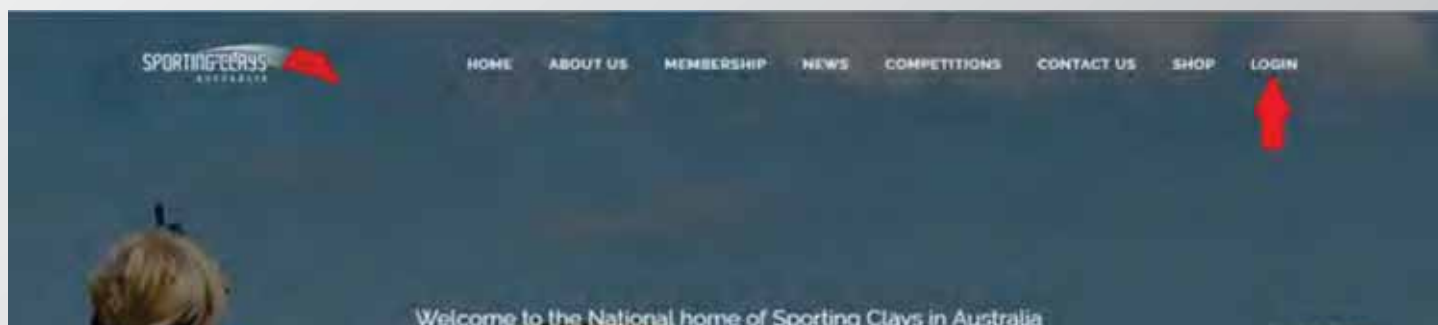 SPORTING CLAYS
AUSTRALIA
HOME ABOUT US MEMBERSHIP NEWS COMPETITIONS CONTACT US SHOP LOGIN
Welcome to the National home of Sporting Clays in Australia